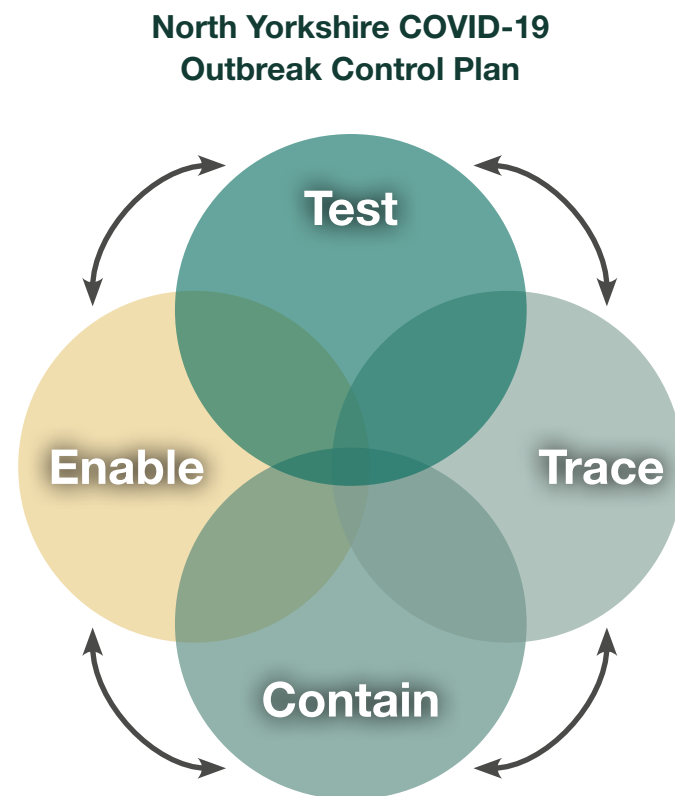 North Yorkshire COVID-19
Outbreak Control Plan
Test
Enable
Trace
Contain